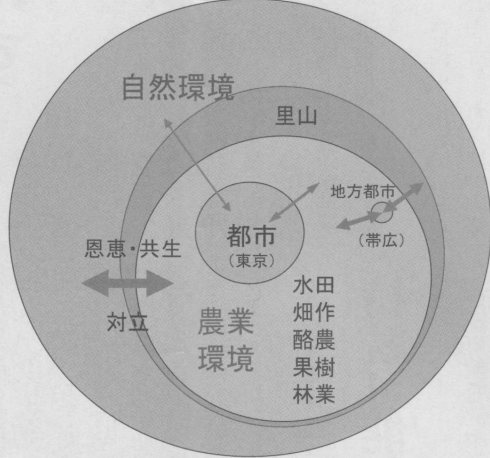 自然環境
里山
地方都市
(帯広)
都市
(東京)
恩恵・共生
対立
農業
環境
水田
畑作
酪農
果樹
林業